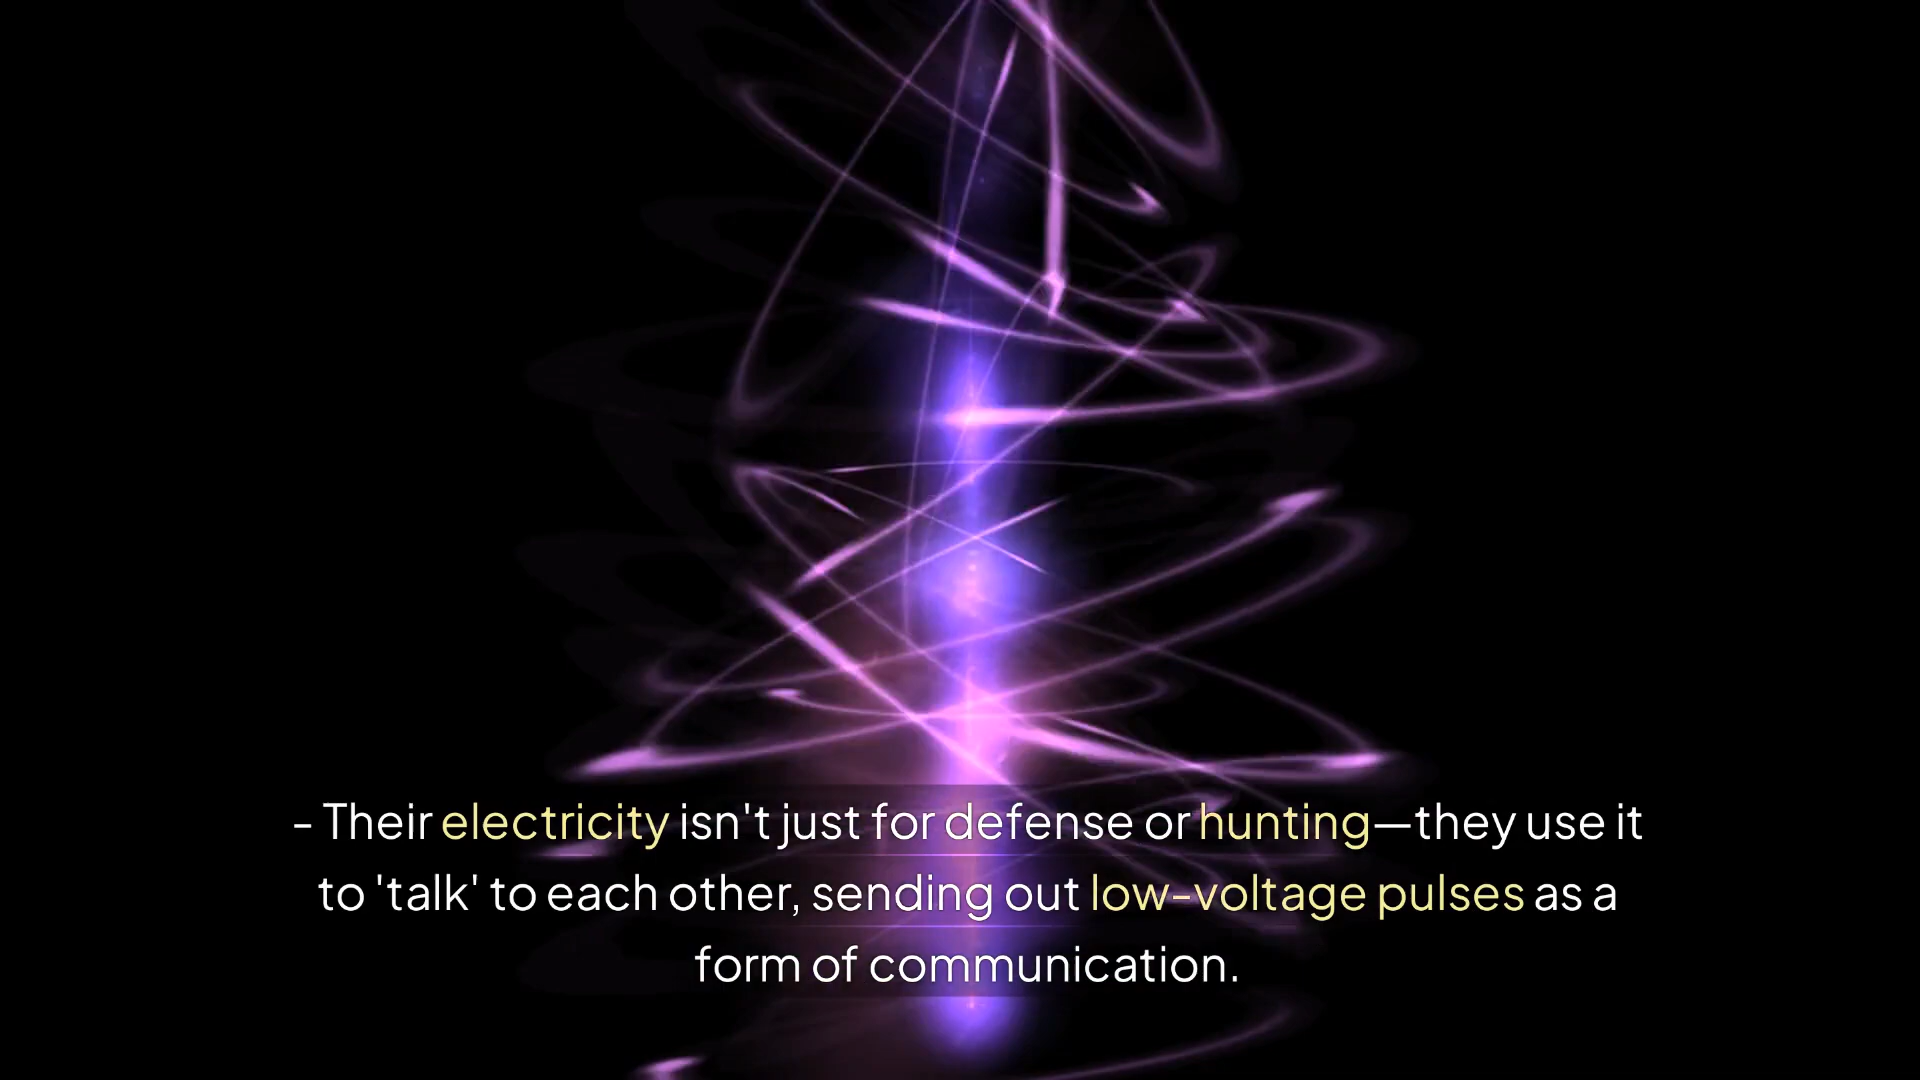 - Their electricity isn't just for defense or hunting—they use it
to 'talk' to each other, sending out low-voltage pulses as a
form of communication.